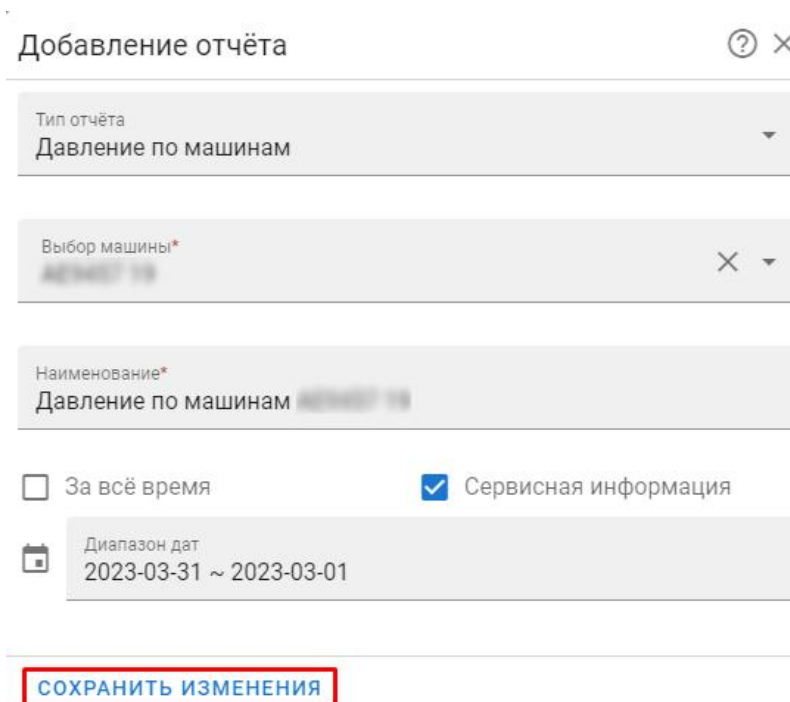 Добавление отчёта
Тип отчёта
Давление по машинам
Выбор машины*
Наименование*
Давление по машинам
За всё время
Сервисная информация
Диапазон дат
2023-03-31 ~ 2023-03-01
СОХРАНИТЬ ИЗМЕНЕНИЯ